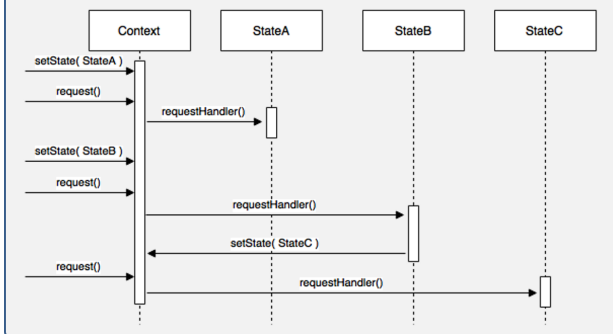 Context StateA StateB StateC
setState( StateA )
request()
requestHandler()
setState( StateB )
request()
requestHandler()
setState( StateC )
request()
requestHandler()